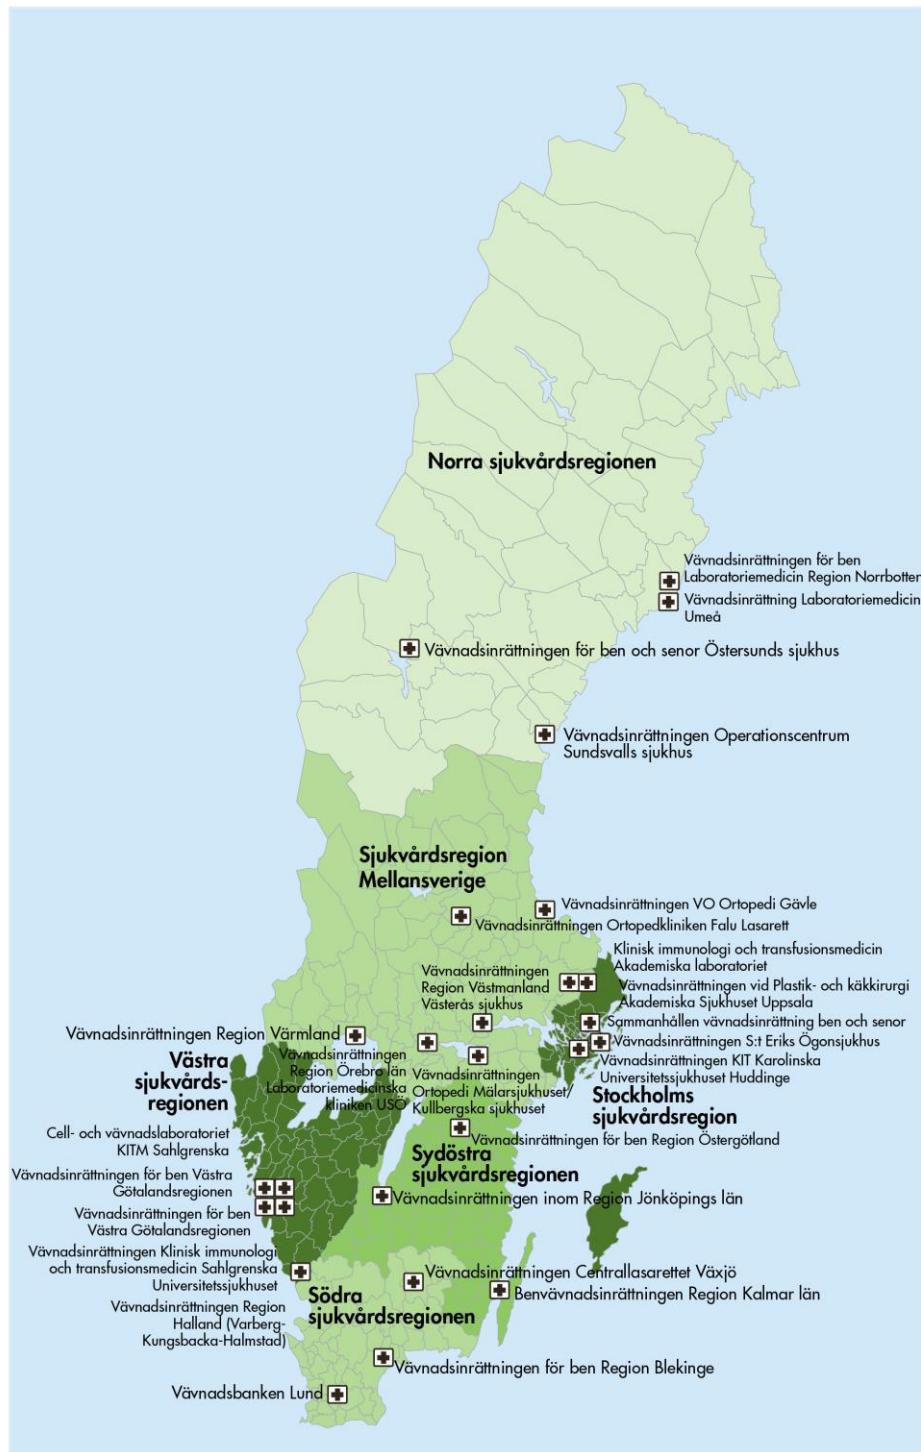 Norra sjukvårdsregionen
Vävnadsinrättningen för ben
Laboratoriemedicin Region Norrbotten
Vävnadsinrättning Laboratoriemedicin
Umeå
Vävnadsinrättningen för ben och senor Östersunds sjukhus
Vävnadsinrättningen Operationscentrum
Sundsvalls sjukhus
Sjukvårdsregion
Mellansverige
Vävnadsinrättningen VO Ortopedi Gävle
Vävnadsinrättningen Ortopedkliniken Falu Lasarett
Klinisk immunologi och transfusionsmedicin
Akademiska laboratoriet
Vävnadsinrättningen
Region Västmanland
Västerås sjukhus
Vävnadsinrättningen vid Plastik- och käkkirurgi
Akademiska Sjukhuset Uppsala
Sammanhållen vävnadsinrättning ben och senor
Vävnadsinrättningen S:t Eriks Ögonsjukhus
Vävnadsinrättningen KIT Karolinska
Universitetssjukhuset Huddinge
Vävnadsinrättningen Region Värmland
Vävnadsinrättningen
Region Örebro län
Laboratoriemedicinska
kliniken USÖ
Vävnadsinrättningen
Ortopedi Mälarsjukhuset/
Kullbergska sjukhuset
Västra
sjukvårds-
regionen
Stockholms
sjukvårdsregion
Cell- och vävnadslaboratoriet
KITM Sahlgrenska
Vävnadsinrättningen för ben Region Östergötland
Sydöstra
sjukvårdsregionen
Vävnadsinrättningen för ben Västra
Götalandsregionen
Vävnadsinrättningen inom Region Jönköpings län
Vävnadsinrättningen för ben
Västra Götalandsregionen
Vävnadsinrättningen Klinisk immunologi
och transfusionsmedicin Sahlgrenska
Universitetssjukhuset
Vävnadsinrättningen Centrallasarettet Växjö
Benvävnadsinrättningen Region Kalmar län
Södra
sjukvårdsregionen
Vävnadsinrättningen Region
Halland (Varberg-
Kungsbacka-Halmstad)
Vävnadsinrättningen för ben Region Blekinge
Vävnadsbanken Lund